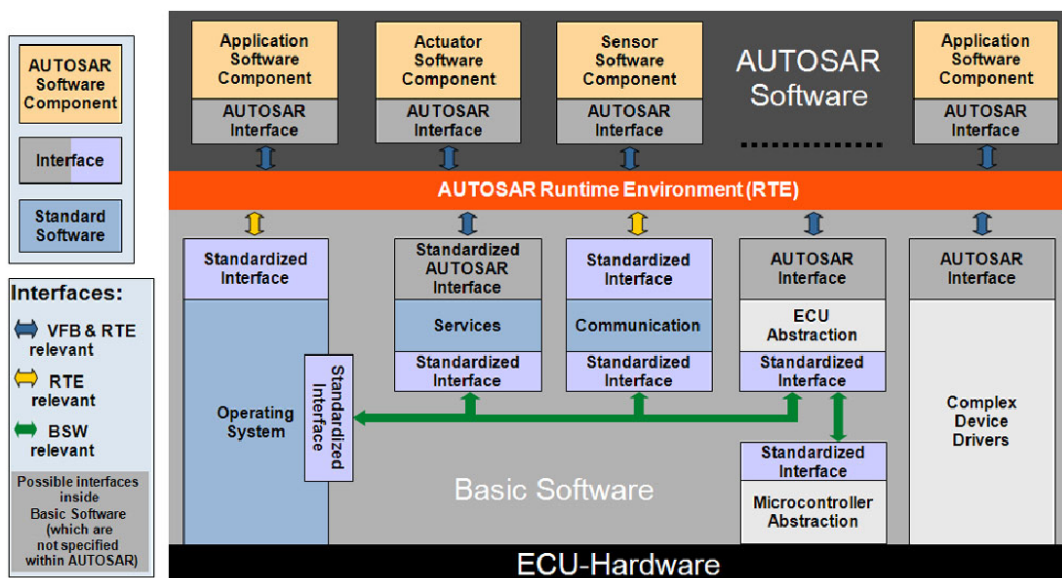 AUTOSAR
Software
Component
Interface
Standard
Software
Interfaces:
VFB & RTE
relevant
RTE
relevant
BSW
relevant
Possible interfaces
inside
Basic Software
(which are
not specified
within AUTOSAR)
Application
Software
Component
AUTOSAR
Interface
Actuator
Software
Component
AUTOSAR
Interface
Sensor
Software
Component
AUTOSAR
Interface
AUTOSAR
Software
Application
Software
Component
AUTOSAR
Interface
AUTOSAR Runtime Environment (RTE)
Standardized
Interface
Operating
System
Standardized
Interface
Standardized
AUTOSAR
Interface
Services
Standardized
Interface
Standardized
Interface
Communication
Standardized
Interface
AUTOSAR
Interface
ECU
Abstraction
Standardized
Interface
Standardized
Interface
Microcontroller
Abstraction
AUTOSAR
Interface
Complex
Device
Drivers
Basic Software
ECU-Hardware